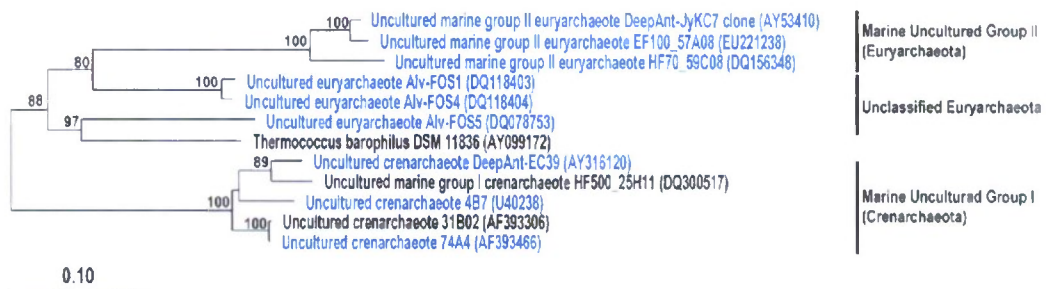 100 Uncultured marine group II euryarchaeote DeepAnt-JyKC7 clone (AY53410)
100 Uncultured marine group II euryarchaeote EF100_57A08 (EU221238)
Uncultured marine group II euryarchaeote HF70_59C08 (DQ156348)
Marine Uncultured Group II
(Euryarchaeota)
80
100 Uncultured euryarchaeote Alv-FOS1 (DQ118403)
Uncultured euryarchaeote Alv-FOS4 (DQ118404)
88
Unclassified Euryarchaeota
97 Uncultured euryarchaeote Alv-FOS5 (DQ078753)
Thermococcus barophilus DSM 11836 (AY099172)
89 Uncultured crenarchaeote DeepAnt-EC39 (AY316120)
Uncultured marine group I crenarchaeote HF500_25H11 (DQ300517)
100 Uncultured crenarchaeote 4B7 (U40238)
Marine Uncultured Group I
(Crenarchaeota)
100 Uncultured crenarchaeote 31B02 (AF393306)
Uncultured crenarchaeote 74A4 (AF393466)
0.10